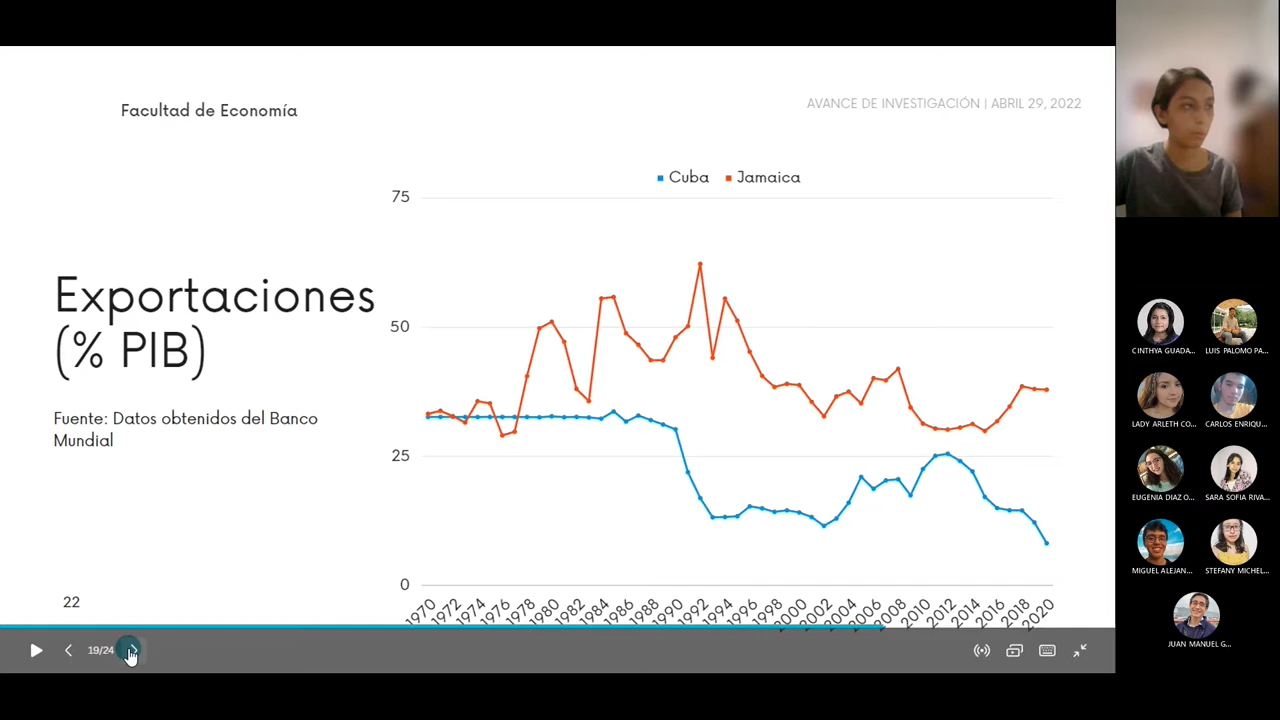 Facultad de Economía
AVANCE DE INVESTIGACIÓN | ABRIL 29, 2022
Cuba
Jamaica
75
50
25
0
Exportaciones
(% PIB)
Fuente: Datos obtenidos del Banco
Mundial
22
1970
1972
1974
1976
1978
1980
1982
1984
1986
1988
1990
1992
1994
1996
1998
2000
2002
2004
2006
2008
2010
2012
2014
2016
2018
2020
19/24
CINTHYA GUADA...
LUIS PALOMO PA...
LADY ARLETH CO...
CARLOS ENRIQU...
EUGENIA DIAZ O...
SARA SOFIA RIVA...
MIGUEL ALEJAN...
STEFANY MICHEL...
JUAN MANUEL G...